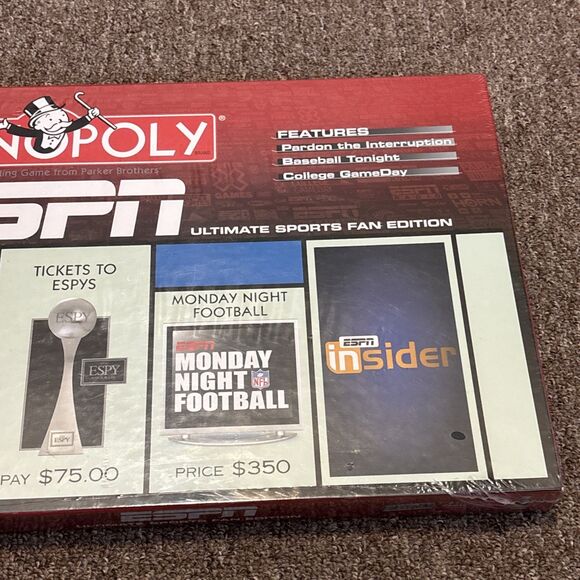 NOPOLY®
ing Game from Parker Brothers
ESPN
ULTIMATE SPORTS FAN EDITION
FEATURES
Pardon the Interruption
Baseball Tonight
College GameDay
TICKETS TO
ESPYS
ESPY
ESPY
ESPY
PAY $75.00
MONDAY NIGHT
FOOTBALL
ESPN
MONDAY
NIGHT NFL
FOOTBALL
PRICE $350
ESPN
insider
ESPN